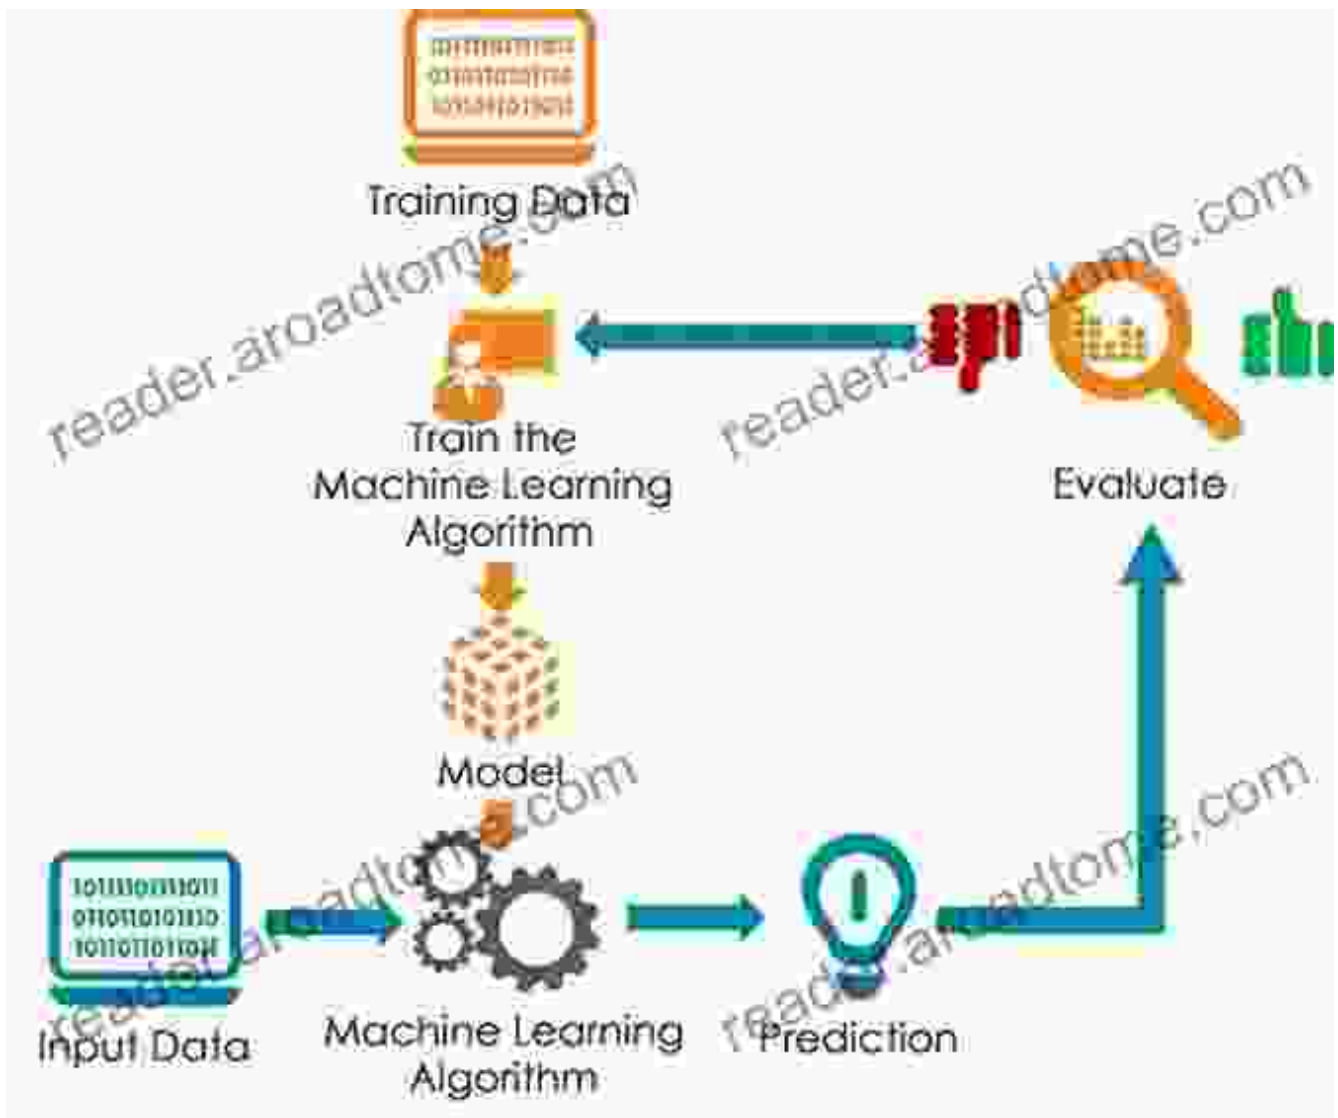 Training Data
Train the
Machine Learning
Algorithm
Evaluate
Model
Input Data
Machine Learning
Algorithm
Prediction
reader.aroadtome.com
reader.aroadtome.com
reader.aroadtome.com
reader.aroadtome.com